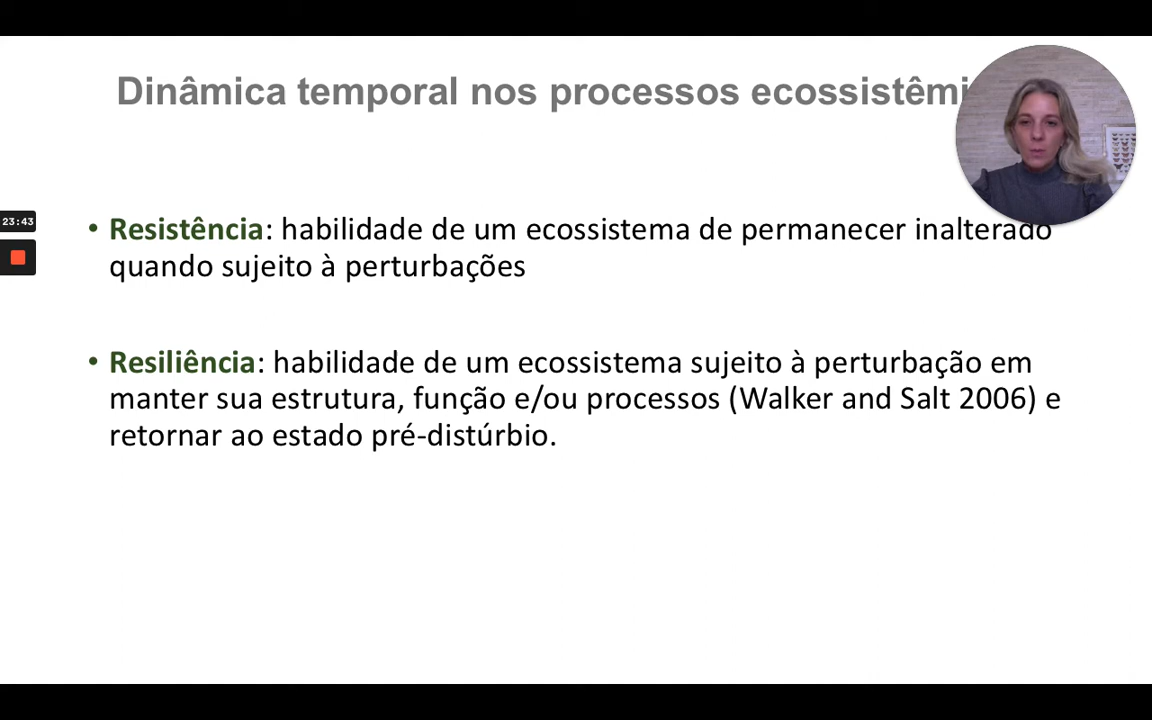 Dinâmica temporal nos processos
23:43
• Resistência: habilidade de um ecossistema de permanecer inalterado
quando sujeito à perturbações
• Resiliência: habilidade de um ecossistema sujeito à perturbação em
manter sua estrutura, função e/ou processos (Walker and Salt 2006) e
retornar ao estado pré-distúrbio.